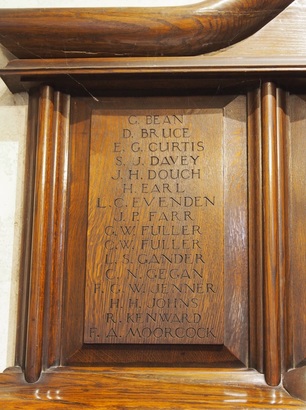 G. BEAN
D. BRUCE
E. G. CURTIS
S. J. DAVEY
J. H. DOUCH
H. EARL
L. C. EVENDEN
J. P. FARR
G. W. FULLER
C. W. FULLER
L. S. GANDER
C. N. GEGAN
F. G. W. JENNER
H. H. JOHNS
R. KENWARD
F. A. MOORCOCK